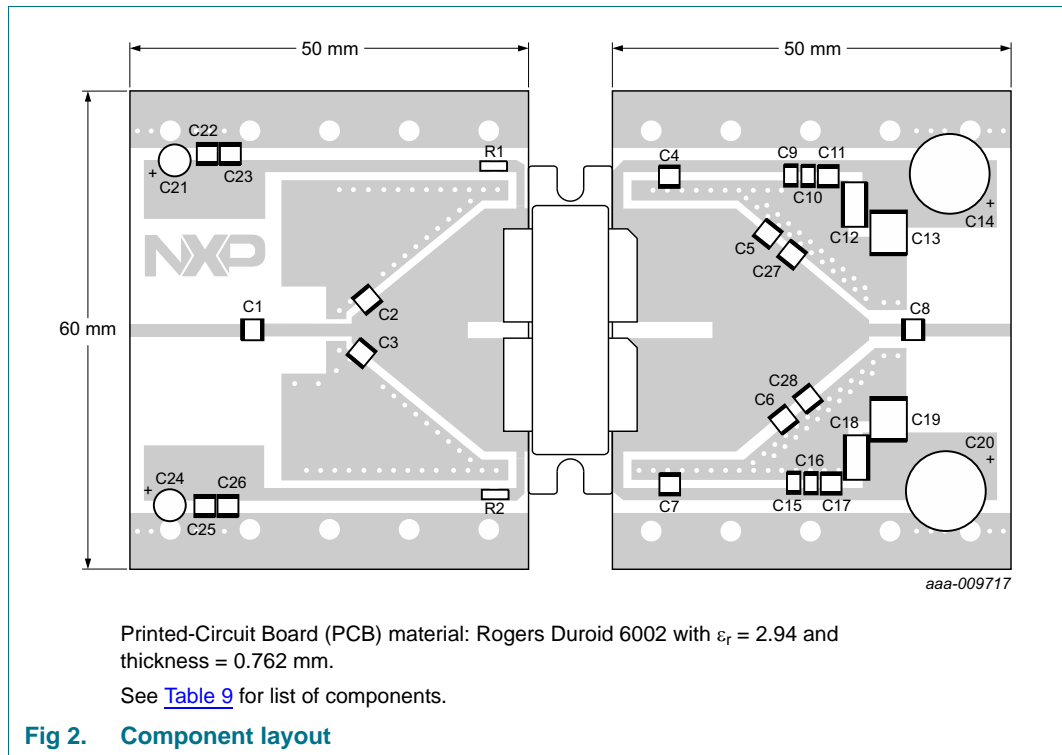 50 mm
50 mm
60 mm
C22
C23
+
C21
R1
C4
C9
C11
C10
C12
C13
+
C14
NXP
C5
C27
C1
C2
C3
C8
C28
C6
C18
C19
C20
+
C16
C15
C17
C7
C24
+
C26
C25
R2
aaa-009717
Printed-Circuit Board (PCB) material: Rogers Duroid 6002 with εr = 2.94 and
thickness = 0.762 mm.
See Table 9 for list of components.
Fig 2. Component layout